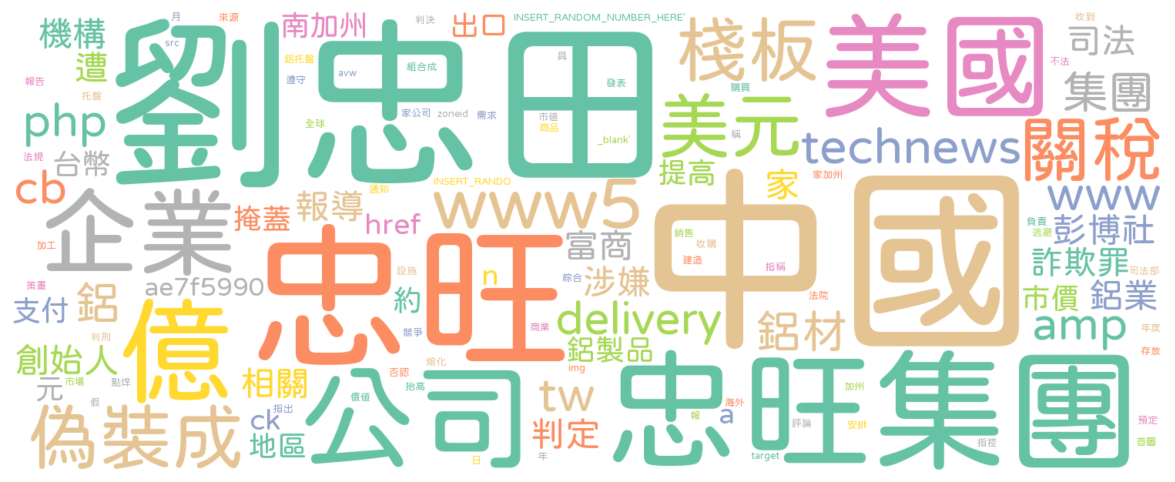 劉忠田
美國
中國
忠旺
忠旺集團
公司
企業
億
www5
美元
棧板
偽裝成
關稅
technews
delivery
php
cb
機構
遭
台幣
南加州
出口
司法
集團
www
彭博社
詐欺罪
市價
鋁業
amp
提高
家
報導
掩蓋
href
ae7f5990
支付
鋁
創始人
元
約
n
富商
涉嫌
鋁材
鋁製品
相關
ck
地區
判定
tw
a
月
來源
src
報告
托盤
法規
鋁托盤
遵守
avw
組合成
判決
INSERT_RANDOM_NUMBER_HERE`
具
發表
家公司
zoneid
需求
市值
商品
_blank`
全球
購買
稱
收到
不法
家加州
通知
INSERT_RANDO
加工
策畫
設施
綜合
銷售
收購
建造
指稱
法院
負責
逃避
司法部
年度
存放
判刑
市場
點焊
假
指出
競爭
熔化
否認
抬高
價值
商業
img
加州
海外
報
安排
評論
target
指控
預定
首圖
日
年